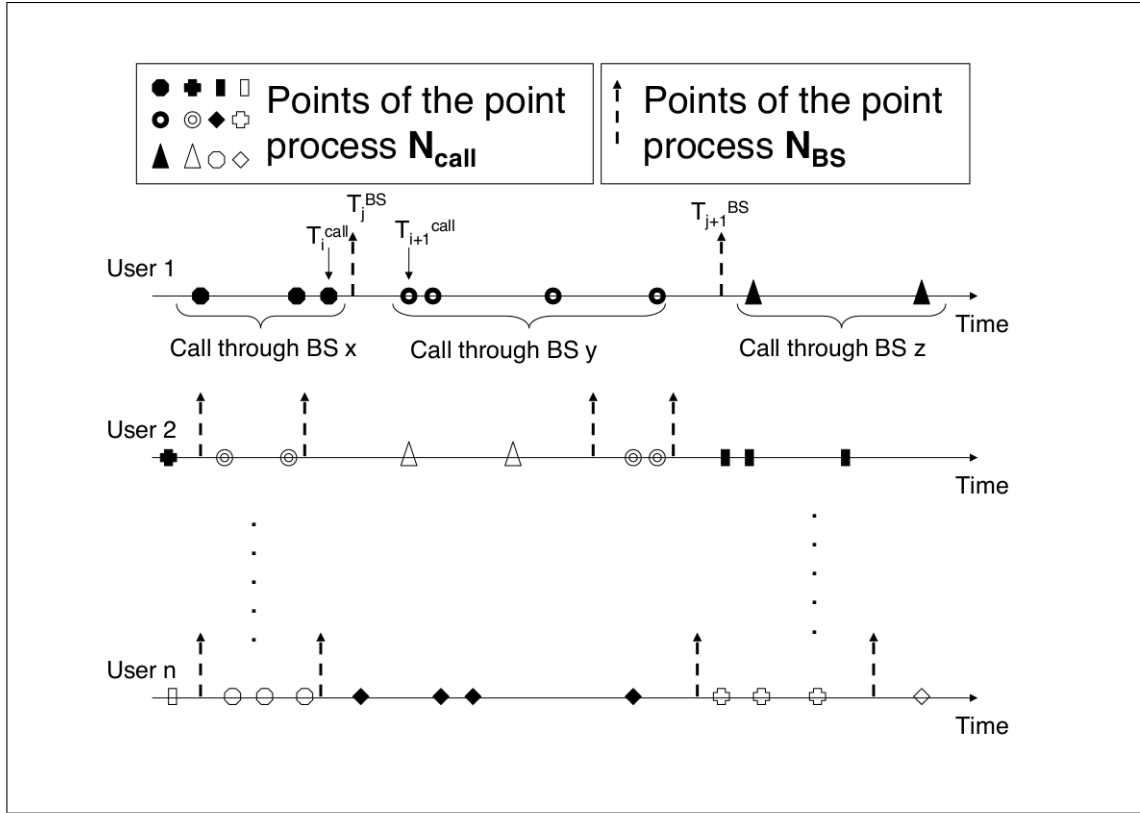 Points of the point
process N_call
Points of the point
process N_BS
T_j^BS
T_i^call
T_{i+1}^call
T_{j+1}^BS
User 1
Time
Call through BS x
Call through BS y
Call through BS z
User 2
Time
User n
Time